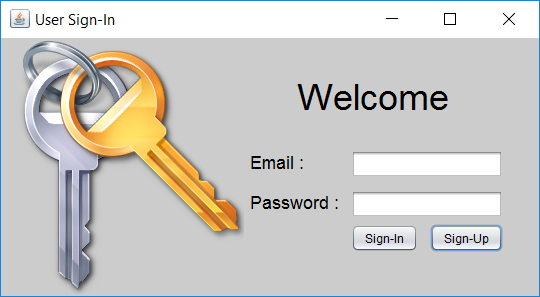 User Sign-In
Welcome
Email :
Password :
Sign-In Sign-Up